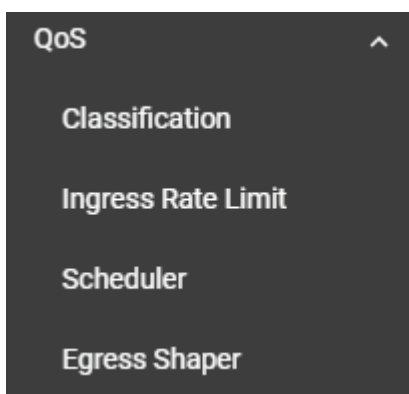 QoS
Classification
Ingress Rate Limit
Scheduler
Egress Shaper